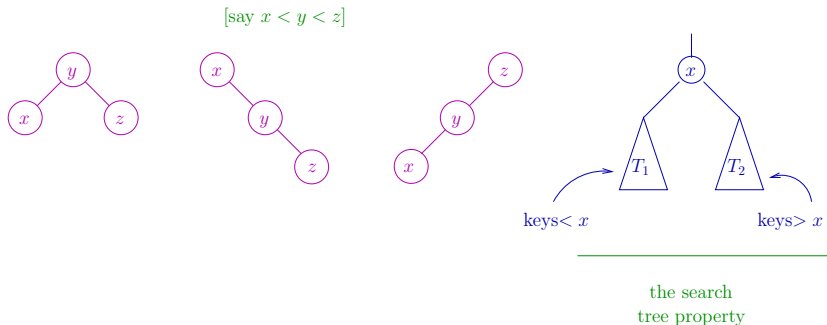 [say x < y < z]
y
x
z
x
y
z
z
y
x
x
T₁
T₂
keys< x
keys> x
the search
tree property